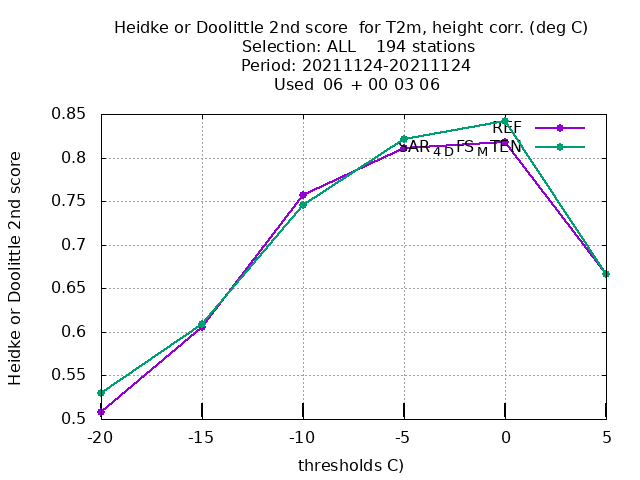 Heidke or Doolittle 2nd score  for T2m, height corr. (deg C)
Selection: ALL    194 stations
Period: 20211124-20211124
Used  06 + 00 03 06
0.85
0.8
0.75
0.7
0.65
0.6
0.55
0.5
Heidke or Doolittle 2nd score
REF
SAR4DFSMTEN
-20 -15 -10 -5 0 5
thresholds C)